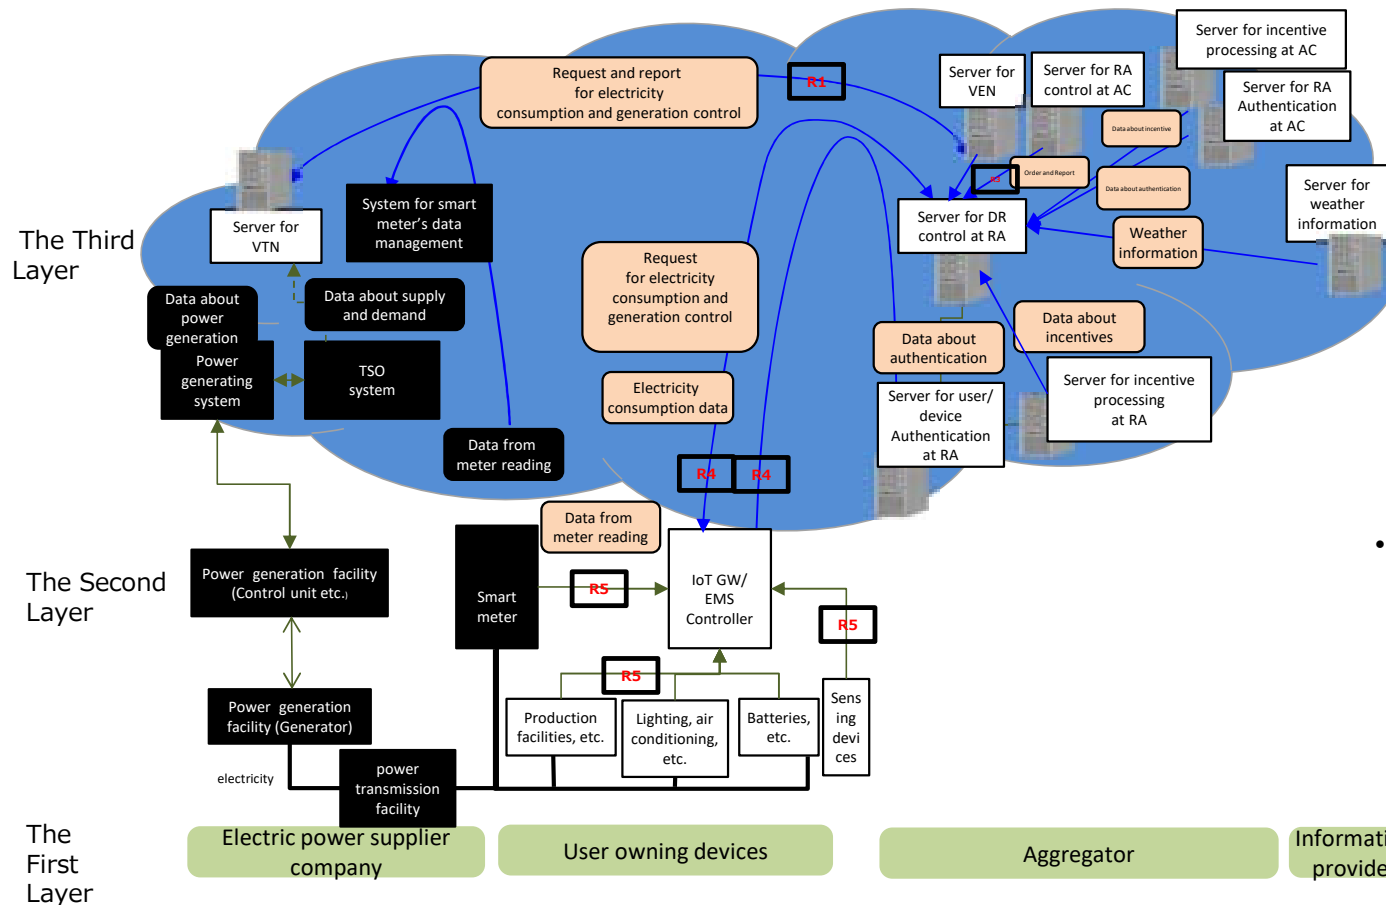 Server for incentive
processing at AC
Request and report
for electricity
consumption and generation control
R1
Server for
VEN
Server for RA
control at AC
Server for RA
Authentication
at AC
Data about incentive
Order and Report
Data about authentication
System for smart
meter's data
management
Server for
VTN
Server for DR
control at RA
Server for
weather
information
Weather
information
The Third
Layer
Request
for electricity
consumption and
generation control
Data about
power
generation
Data about supply
and demand
Data about
authentication
Data about
incentives
Power
generating
system
TSO
system
Electricity
consumption data
Server for user/
device
Authentication
at RA
Server for incentive
processing
at RA
Data from
meter reading
R4
R4
Data from
meter reading
The Second
Layer
Power generation facility
(Control unit etc.)
Smart
meter
R5
IoT GW/
EMS
Controller
R5
R5
Power generation
facility (Generator)
Production
facilities, etc.
Lighting, air
conditioning,
etc.
Batteries,
etc.
Sens
ing
devi
ces
electricity
power
transmission
facility
The
First
Layer
Electric power supplier
company
User owning devices
Aggregator
Informati
provide